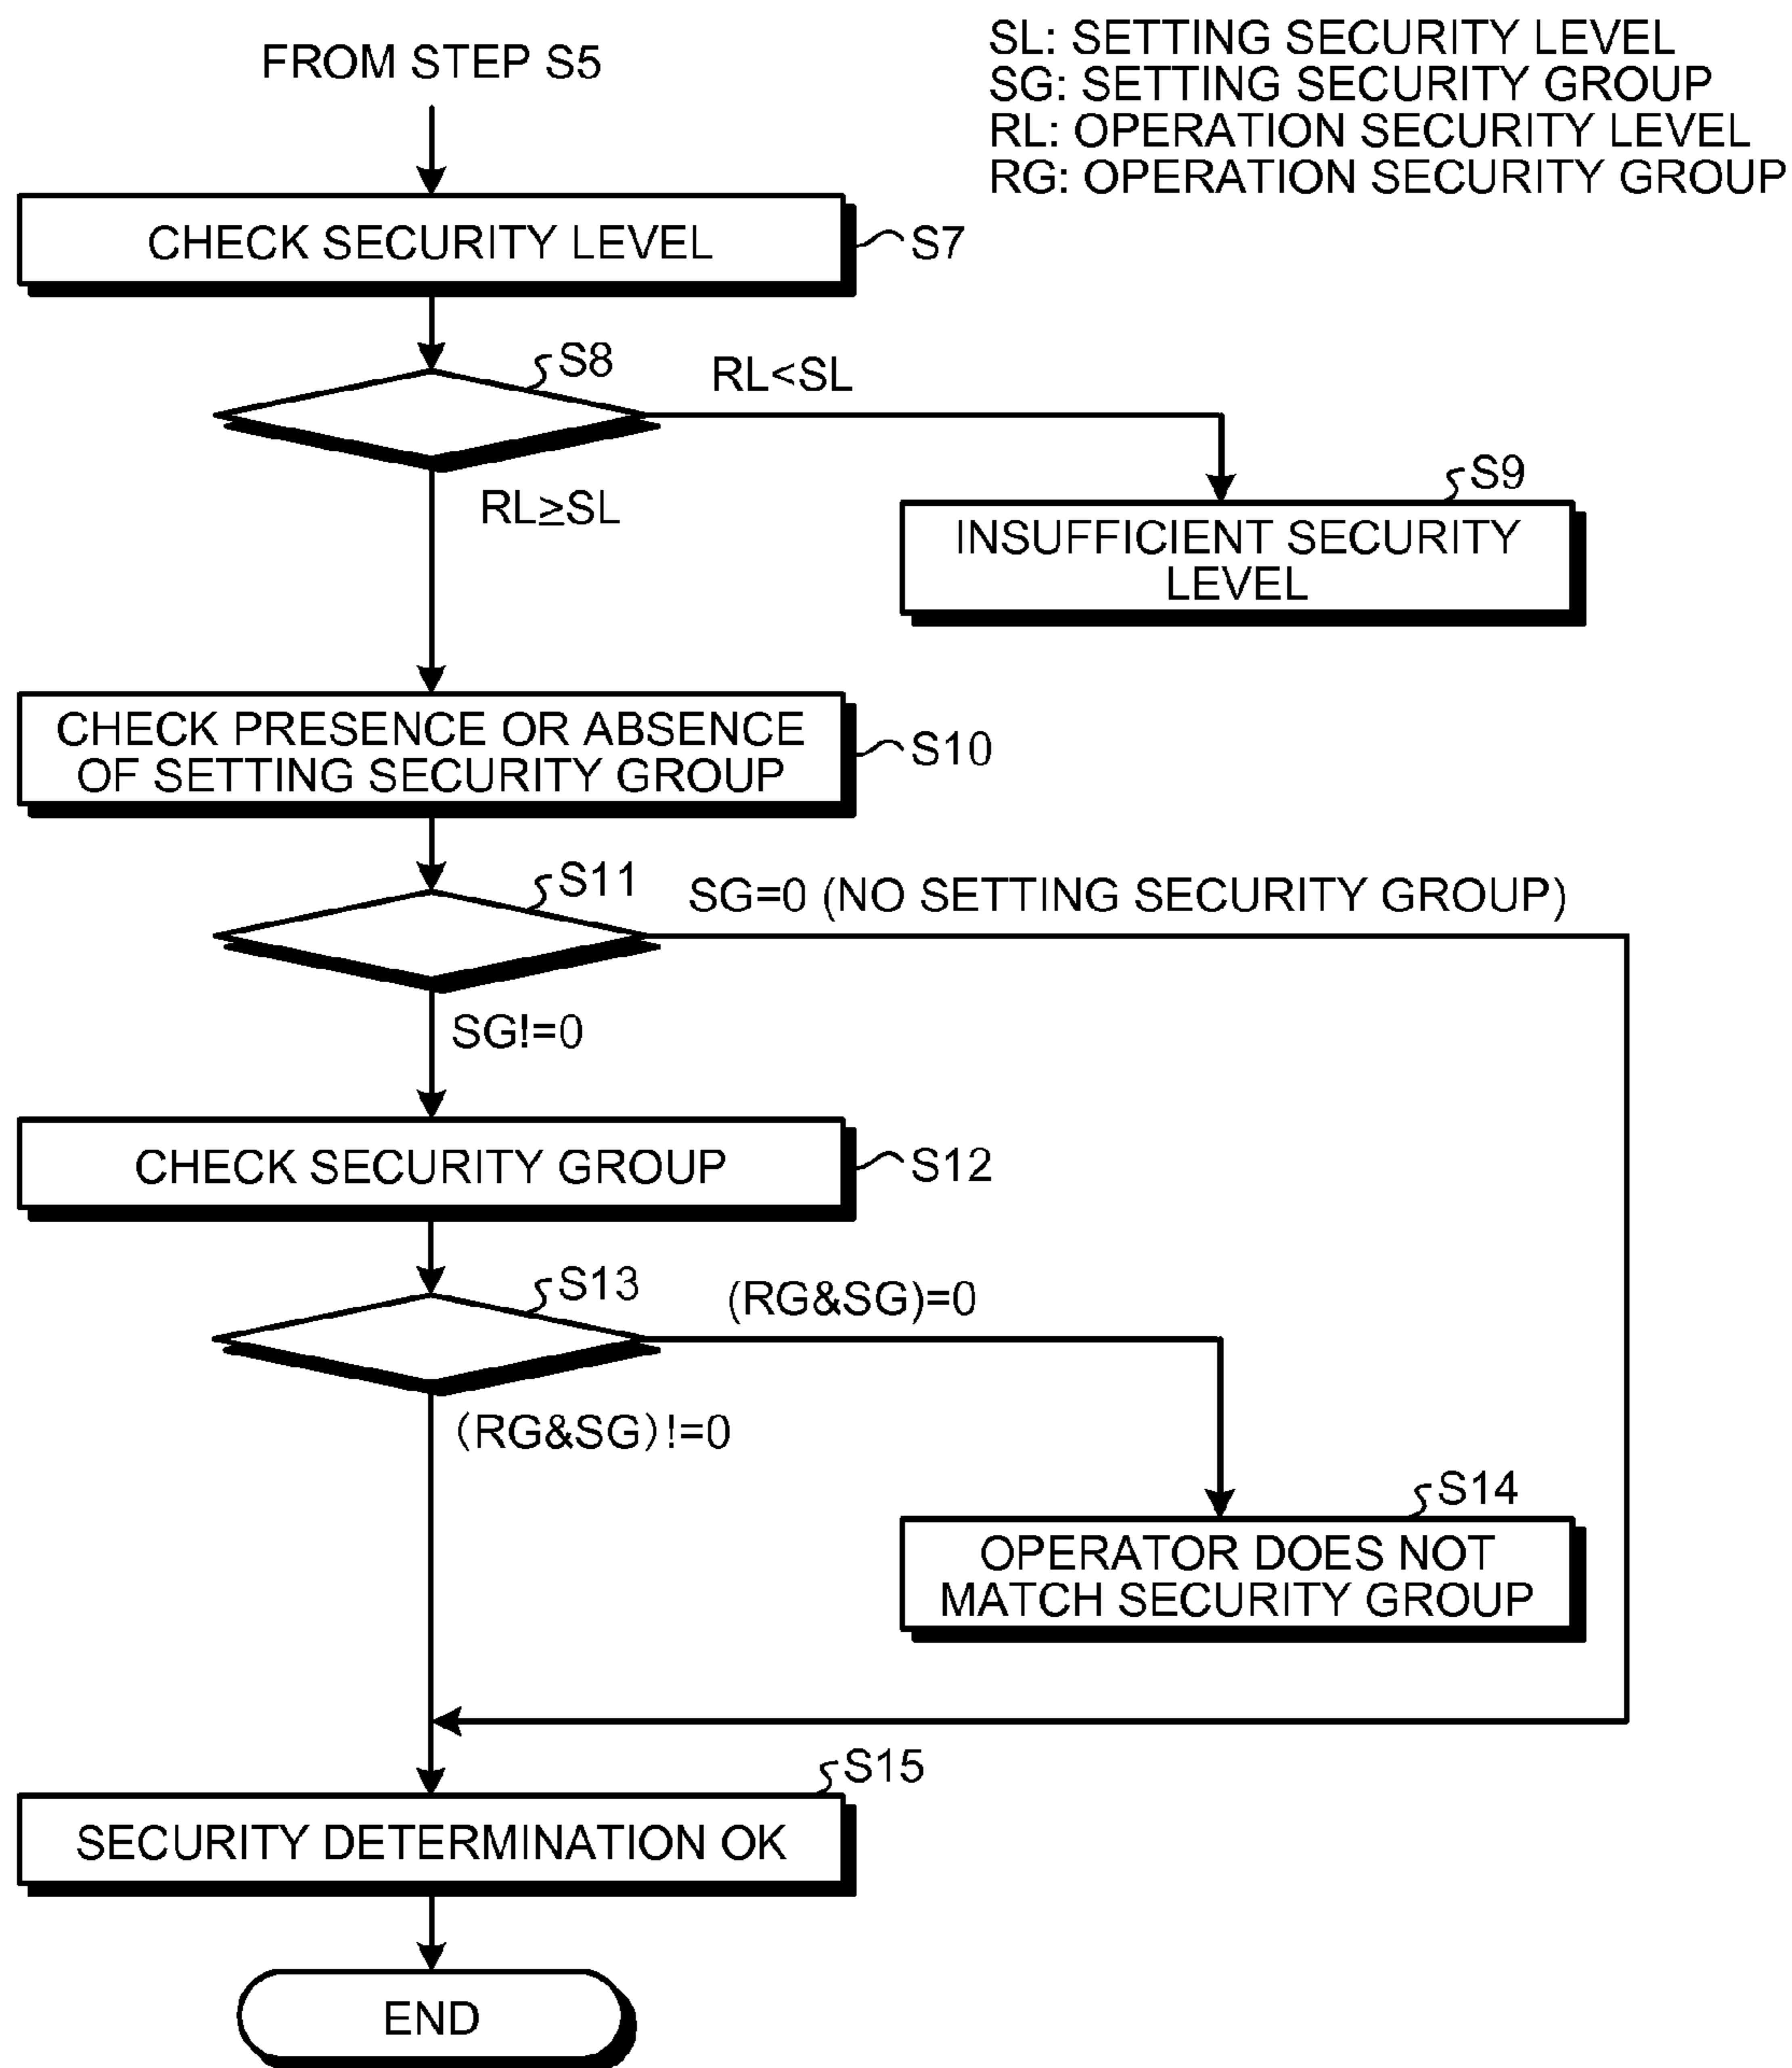 SL: SETTING SECURITY LEVEL
SG: SETTING SECURITY GROUP
RL: OPERATION SECURITY LEVEL
RG: OPERATION SECURITY GROUP
FROM STEP S5
CHECK SECURITY LEVEL
S7
S8
RL<SL
RL≥SL
S9
INSUFFICIENT SECURITY
LEVEL
CHECK PRESENCE OR ABSENCE
OF SETTING SECURITY GROUP
S10
S11
SG=0 (NO SETTING SECURITY GROUP)
SG!=0
CHECK SECURITY GROUP
S12
S13
(RG&SG)=0
(RG&SG)!=0
S14
OPERATOR DOES NOT
MATCH SECURITY GROUP
S15
SECURITY DETERMINATION OK
END